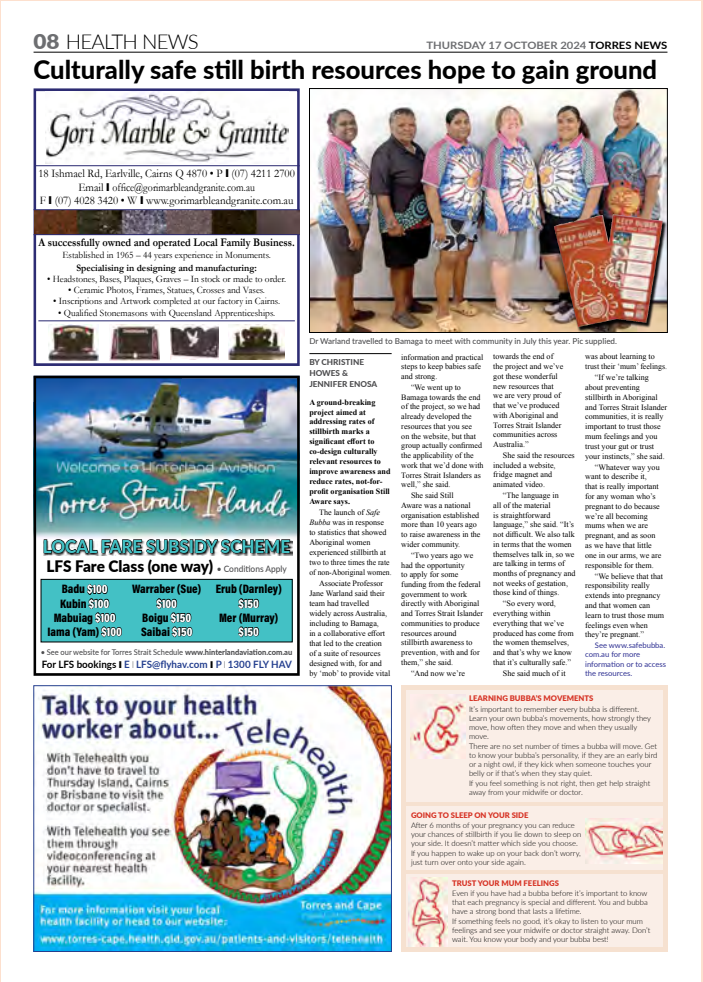 08 HEALTH NEWS
THURSDAY 17 OCTOBER 2024 TORRES NEWS
Culturally safe still birth resources hope to gain ground
Gori Marble & Granite
18 Ishmael Rd, Earlville, Cairns Q 4870 • P I (07) 4211 2700
Email I office@gorimarbleandgranite.com.au
F I (07) 4028 3420 • W I www.gorimarbleandgranite.com.au
A successfully owned and operated Local Family Business.
Established in 1965 – 44 years experience in Monuments.
Specialising in designing and manufacturing:
• Headstones, Bases, Plaques, Graves – In stock or made to order.
• Ceramic Photos, Frames, Statues, Crosses and Vases.
• Inscriptions and Artwork completed at our factory in Cairns.
• Qualified Stonemasons with Queensland Apprenticeships.
Welcome to Hinterland Aviation
Torres Strait Islands
LOCAL FARE SUBSIDY SCHEME
LFS Fare Class (one way) • Conditions Apply
Badu $100
Kubin $100
Mabuiag $100
Iama (Yam) $100
Warraber (Sue)
$100
Boigu $150
Saibai $150
Erub (Darnley)
$150
Mer (Murray)
$150
• See our website for Torres Strait Schedule www.hinterlandaviation.com.au
For LFS bookings I E I LFS@flyhav.com I P I 1300 FLY HAV
KEEP BUBBA
KEEP BUBBA
Dr Warland travelled to Bamaga to meet with community in July this year. Pic supplied.
BY CHRISTINE
HOWES &
JENNIFER ENOSA
A ground-breaking
project aimed at
addressing rates of
stillbirth marks a
significant effort to
co-design culturally
relevant resources to
improve awareness and
reduce rates, not-for-
profit organisation Still
Aware says.
The launch of Safe
Bubba was in response
to statistics that showed
Aboriginal women
experienced stillbirth at
two to three times the rate
of non-Aboriginal women.
Associate Professor
Jane Warland said their
team had travelled
widely across Australia,
including to Bamaga,
in a collaborative effort
that led to the creation
of a suite of resources
designed with, for and
by ‘mob’ to provide vital
information and practical
steps to keep babies safe
and strong.
“We went up to
Bamaga towards the end
of the project, so we had
already developed the
resources that you see
on the website, but that
group actually confirmed
the applicability of the
work that we’d done with
Torres Strait Islanders as
well,” she said.
She said Still
Aware was a national
organisation established
more than 10 years ago
to raise awareness in the
wider community.
“Two years ago we
had the opportunity
to apply for some
funding from the federal
government to work
directly with Aboriginal
and Torres Strait Islander
communities to produce
resources around
stillbirth awareness to
prevention, with and for
them,” she said.
“And now we’re
towards the end of
the project and we’ve
got these wonderful
new resources that
we are very proud of
that we’ve produced
with Aboriginal and
Torres Strait Islander
communities across
Australia.”
She said the resources
included a website,
fridge magnet and
animated video.
“The language in
all of the material
is straightforward
language,” she said. “It’s
not difficult. We also talk
in terms that the women
themselves talk in, so we
are talking in terms of
months of pregnancy and
not weeks of gestation,
those kind of things.
“So every word,
everything within
everything that we’ve
produced has come from
the women themselves,
and that’s why we know
that it’s culturally safe.”
She said much of it
was about learning to
trust their ‘mum’ feelings.
“If we’re talking
about preventing
stillbirth in Aboriginal
and Torres Strait Islander
communities, it is really
important to trust those
mum feelings and you
trust your gut or trust
your instincts,” she said.
“Whatever way you
want to describe it,
that is really important
for any woman who’s
pregnant to do because
we’re all becoming
mums when we are
pregnant, and as soon
as we have that little
one in our arms, we are
responsible for them.
“We believe that that
responsibility really
extends into pregnancy
and that women can
learn to trust those mum
feelings even when
they’re pregnant.”
See www.safebubba.
com.au for more
information or to access
the resources.
Talk to your health
worker about... Telehealth
With Telehealth you
don’t have to travel to
Thursday Island, Cairns
or Brisbane to visit the
doctor or specialist.
With Telehealth you see
them through
videoconferencing at
your nearest health
facility.
For more information visit your local
health facility or head to our website:
www.torres-cape.health.qld.gov.au/patients-and-visitors/telehealth
Torres and Cape
LEARNING BUBBA’S MOVEMENTS
It’s important to remember every bubba is different.
Learn your own bubba’s movements, how strongly they
move, how often they move and when they usually
move.
There are no set number of times a bubba will move. Get
to know your bubba’s personality, if they are an early bird
or a night owl, if they kick when someone touches your
belly or if that’s when they stay quiet.
If you feel something is not right, then get help straight
away from your midwife or doctor.
GOING TO SLEEP ON YOUR SIDE
After 6 months of your pregnancy you can reduce
your chances of stillbirth if you lie down to sleep on
your side. It doesn’t matter which side you choose.
If you happen to wake up on your back don’t worry,
just turn over onto your side again.
TRUST YOUR MUM FEELINGS
Even if you have had a bubba before it’s important to know
that each pregnancy is special and different. You and bubba
have a strong bond that lasts a lifetime.
If something feels no good, it’s okay to listen to your mum
feelings and see your midwife or doctor straight away. Don’t
wait. You know your body and your bubba best!